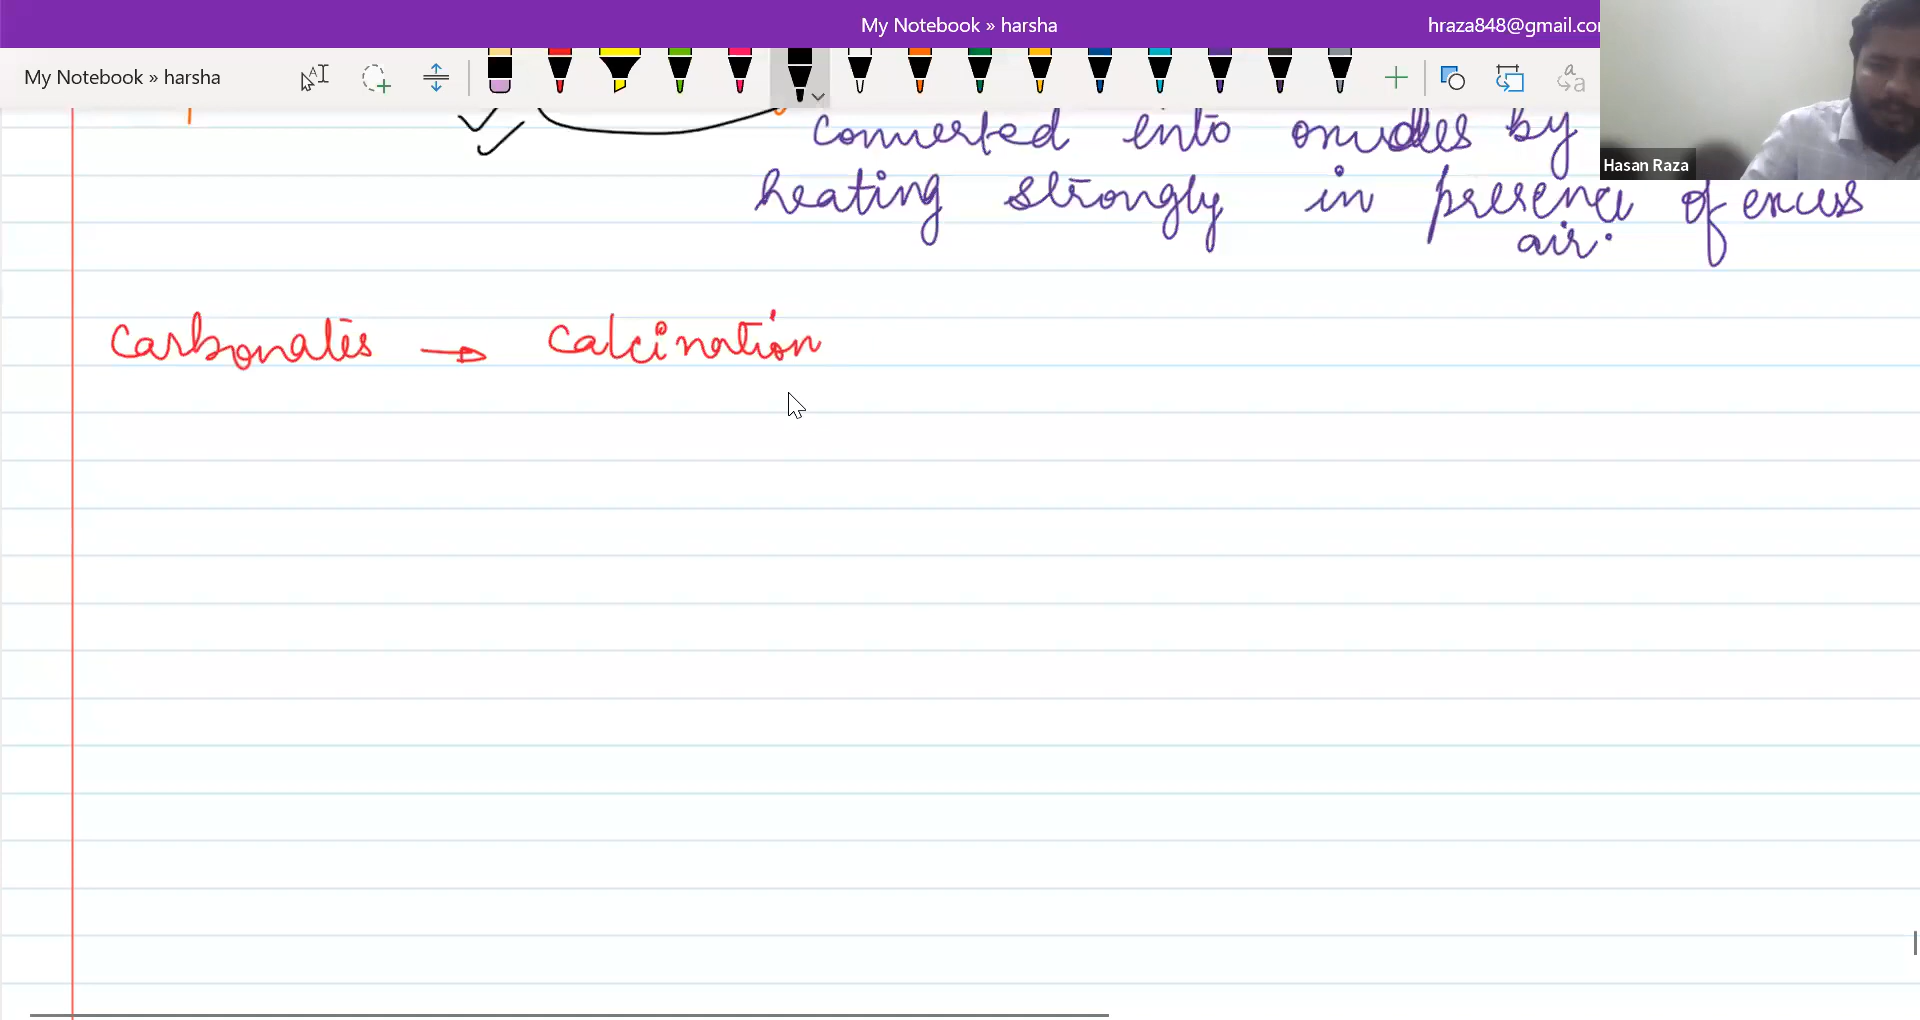 My Notebook » harsha
hraza848@gmail.co
My Notebook » harsha
converted into oxides by
Hasan Raza
heating strongly in presence of excess
air.
Carbonates → Calcination